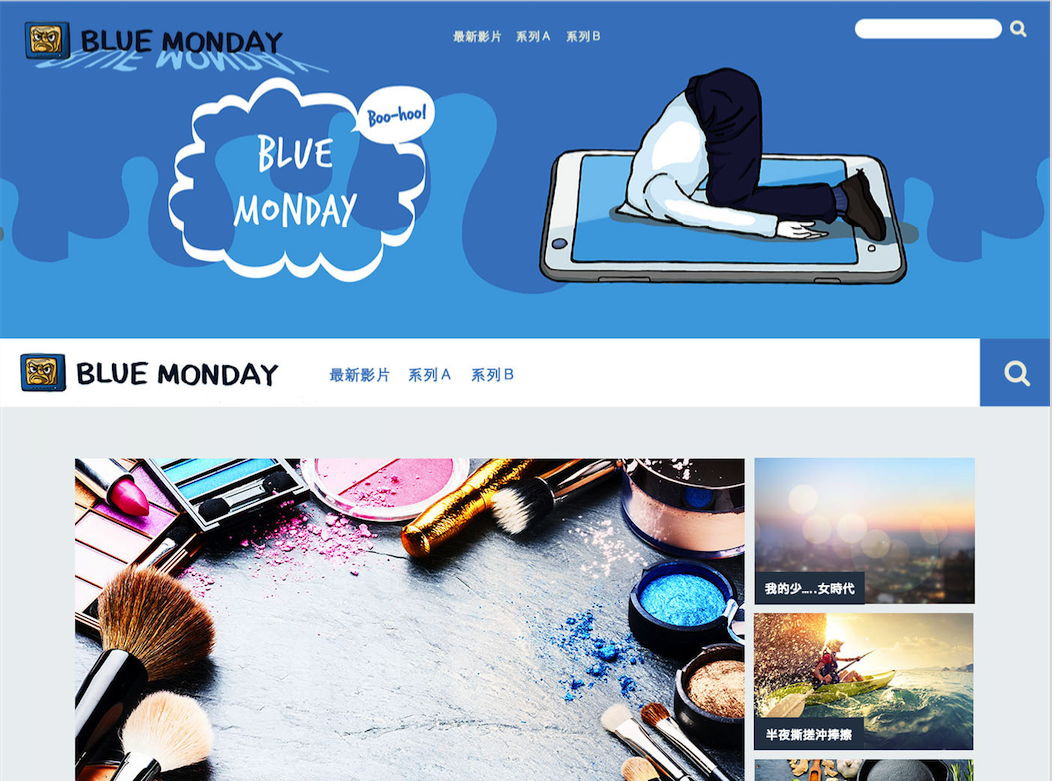 BLUE MONDAY
最新影片 系列A 系列B
Boo-hoo!
BLUE
MONDAY
BLUE MONDAY
最新影片 系列A 系列B
我的少…..女時代
半夜撕搓沖捧擦